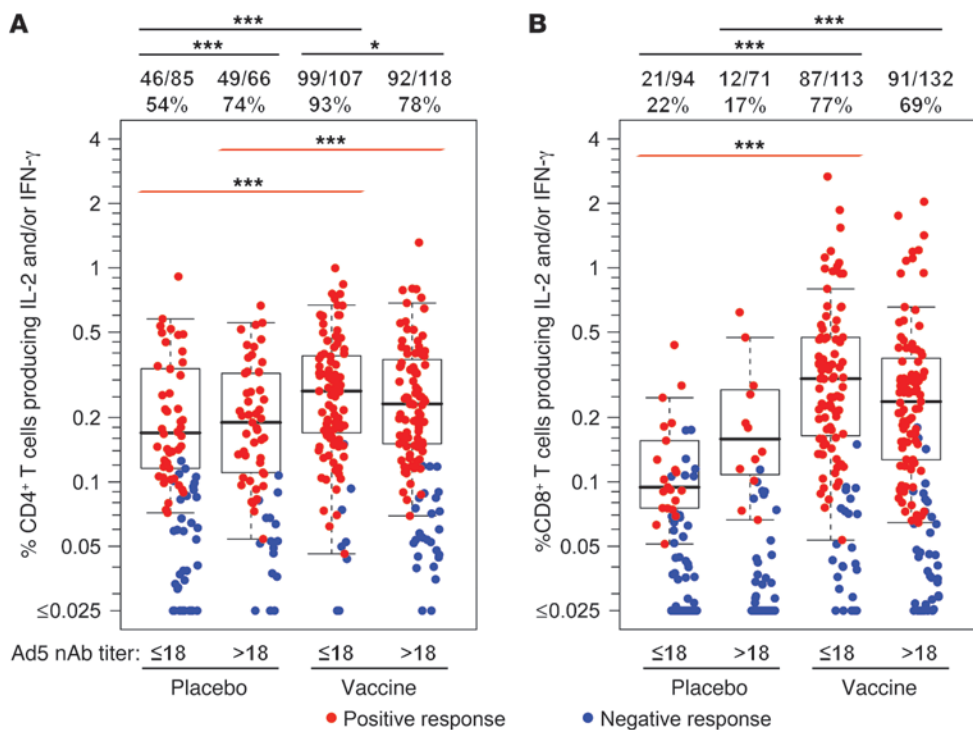 A
***
***
*
46/85 49/66 99/107 92/118
54% 74% 93% 78%
4
2
1
0.5
0.2
0.1
0.05
≤0.025
% CD4⁺ T cells producing IL-2 and/or IFN-γ
***
***
B
***
***
21/94 12/71 87/113 91/132
22% 17% 77% 69%
4
2
1
0.5
0.2
0.1
0.05
≤0.025
%CD8⁺ T cells producing IL-2 and/or IFN-γ
***
Ad5 nAb titer: ≤18 >18 ≤18 >18
Placebo Vaccine
≤18 >18 ≤18 >18
Placebo Vaccine
Positive response Negative response